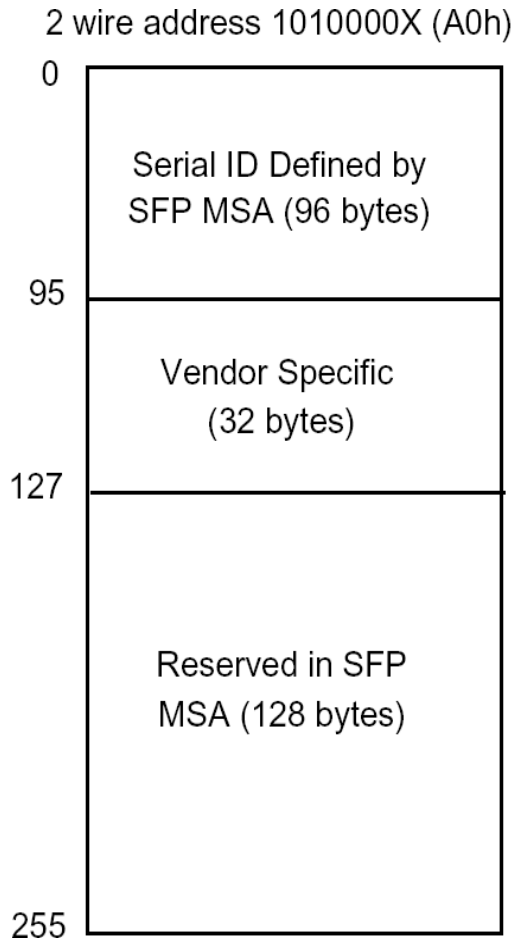 2 wire address 1010000X (A0h)
0
Serial ID Defined by
SFP MSA (96 bytes)
95
Vendor Specific
(32 bytes)
127
Reserved in SFP
MSA (128 bytes)
255